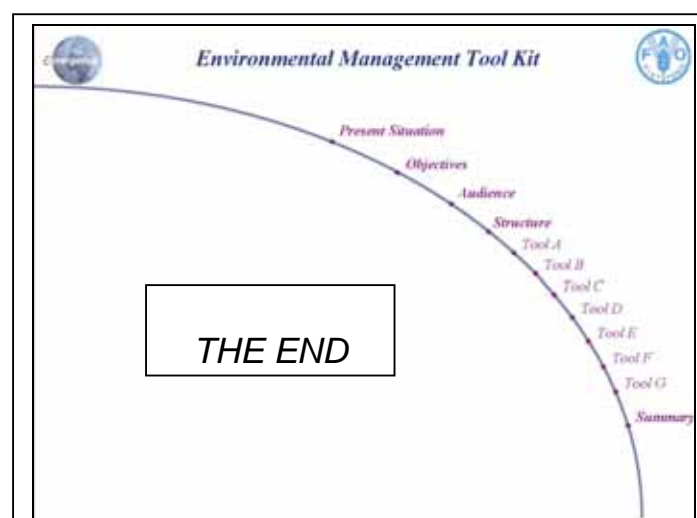 Environmental Management Tool Kit
F A O
Present Situation
Objectives
Audience
Structure
Tool A
Tool B
Tool C
Tool D
Tool E
Tool F
Tool G
Summary
THE END